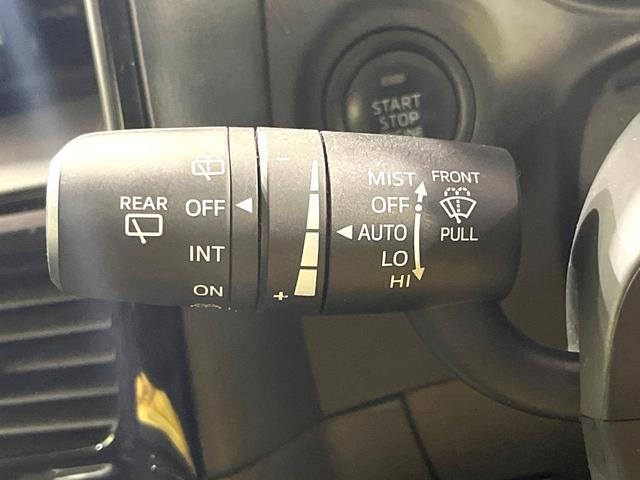 START
STOP
REAR
OFF
INT
ON
−
+
MIST
OFF
AUTO
LO
HI
FRONT
PULL